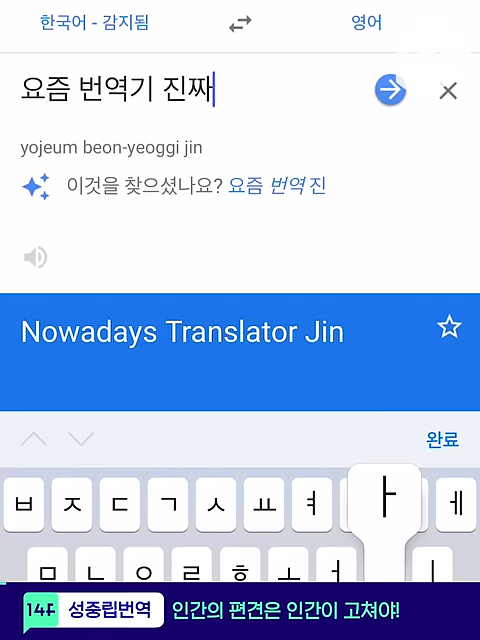 한국어 - 감지됨 영어
요즘 번역기 진짜
yojeum beon-yeoggi jin
이것을 찾으셨나요? 요즘 번역 진
Nowadays Translator Jin
완료
ㅂ ㅈ ㄷ ㄱ ㅅ ㅛ ㅕ ㅏ ㅔ
ㅁ ㄴ ㅇ ㄹ ㅎ ㅗ ㅓ ㅣ
14F 성중립번역 인간의 편견은 인간이 고쳐야!